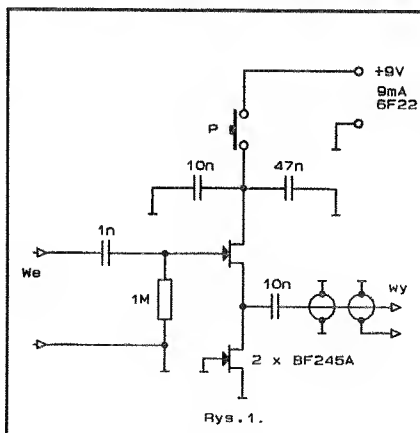 +9V
9mA
6F22
P
10n
47n
1n
We
1M
10n
wy
2 x BF245A
Rys.1.